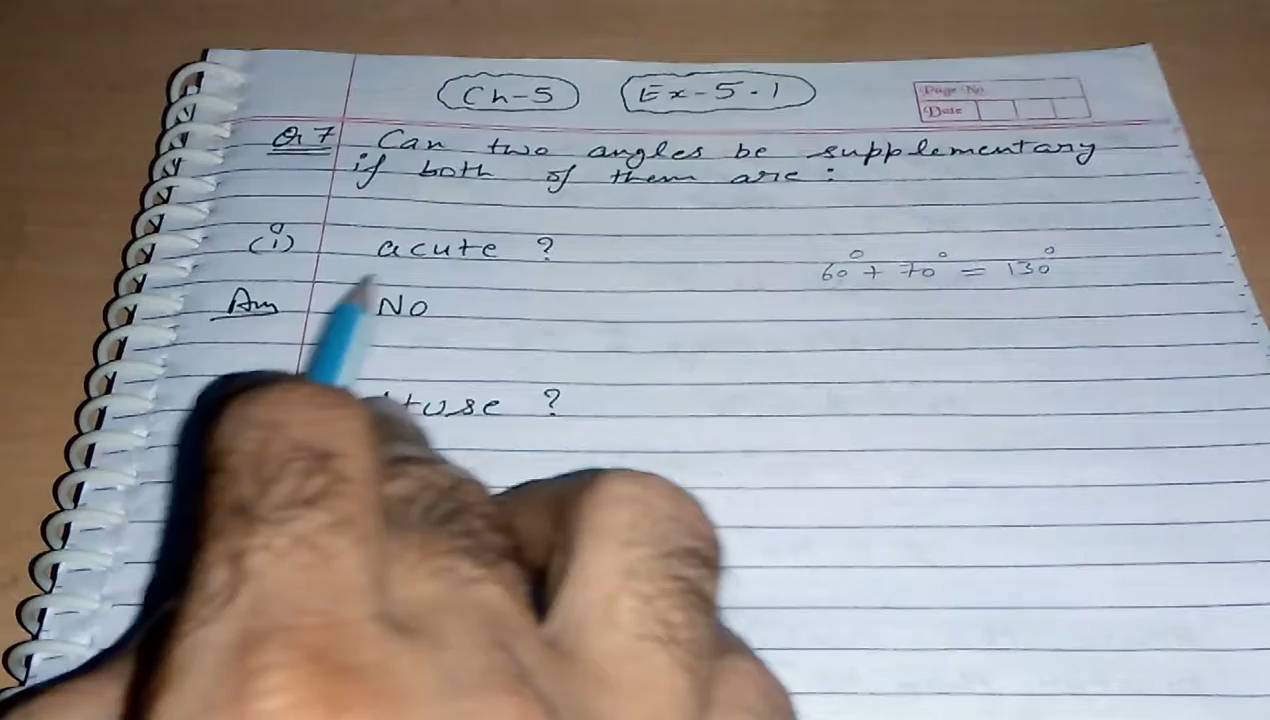 Ch-5 Ex-5.1
Page No.
Date
Q.7 Can two angles be supplementary
if both of them are:
(i) acute ?
60° + 70° = 130°
Ans No
tuse ?